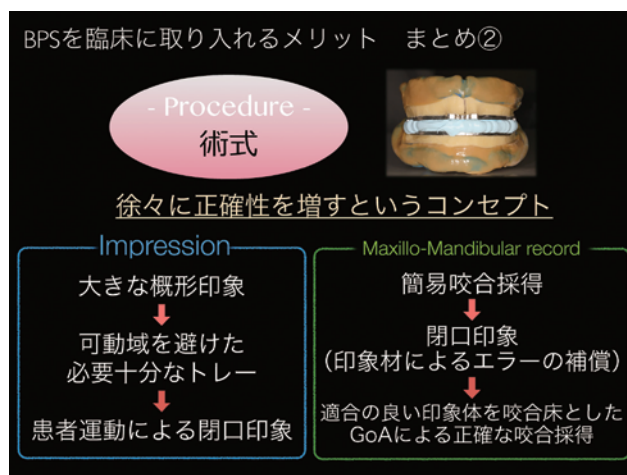 BPSを臨床に取り入れるメリット　まとめ②
- Procedure -
術式
徐々に正確性を増すというコンセプト
Impression
大きな概形印象
可動域を避けた
必要十分なトレー
患者運動による閉口印象
Maxillo-Mandibular record
簡易咬合採得
閉口印象
(印象材によるエラーの補償)
適合の良い印象体を咬合床とした
GoAによる正確な咬合採得